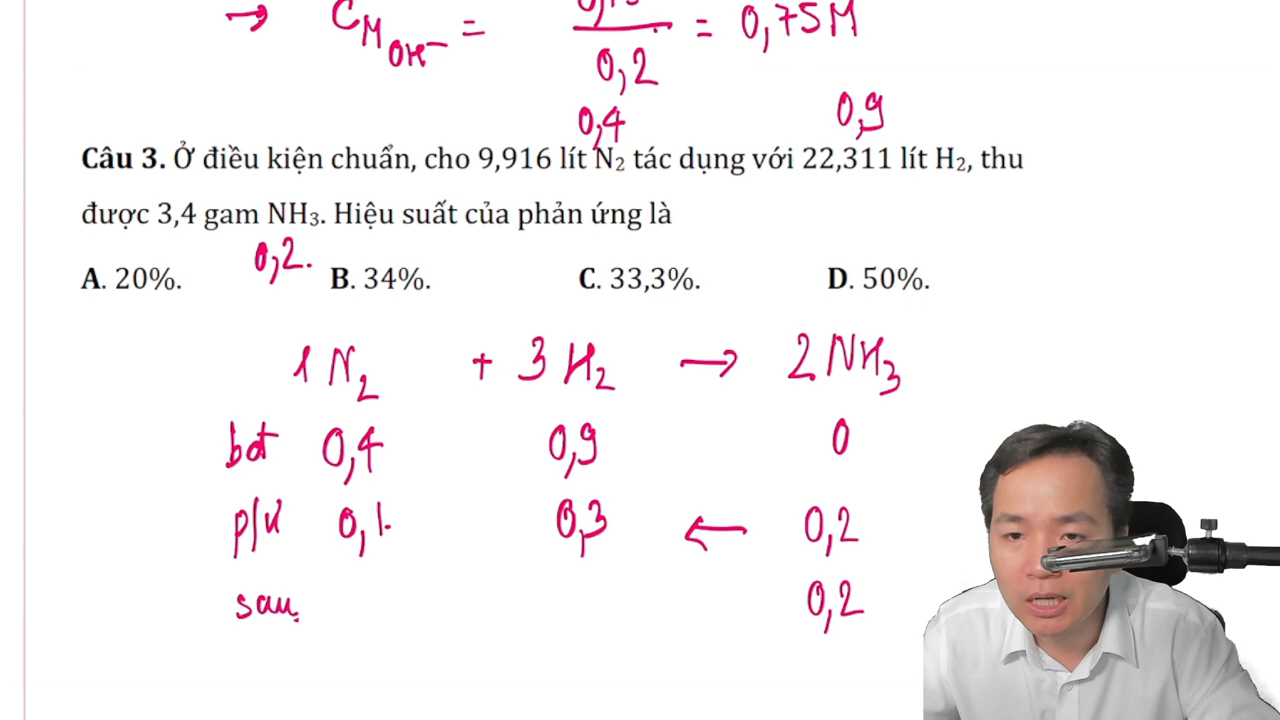 → C_M OH⁻ = / 0,2 = 0,75M
0,4 0,9
Câu 3. Ở điều kiện chuẩn, cho 9,916 lít N₂ tác dụng với 22,311 lít H₂, thu
được 3,4 gam NH₃. Hiệu suất của phản ứng là
0,2.
A. 20%. B. 34%. C. 33,3%. D. 50%.
1 N₂ + 3 H₂ → 2 NH₃
bđ 0,4 0,9 0
p/ư 0,1 0,3 ← 0,2
sau 0,2